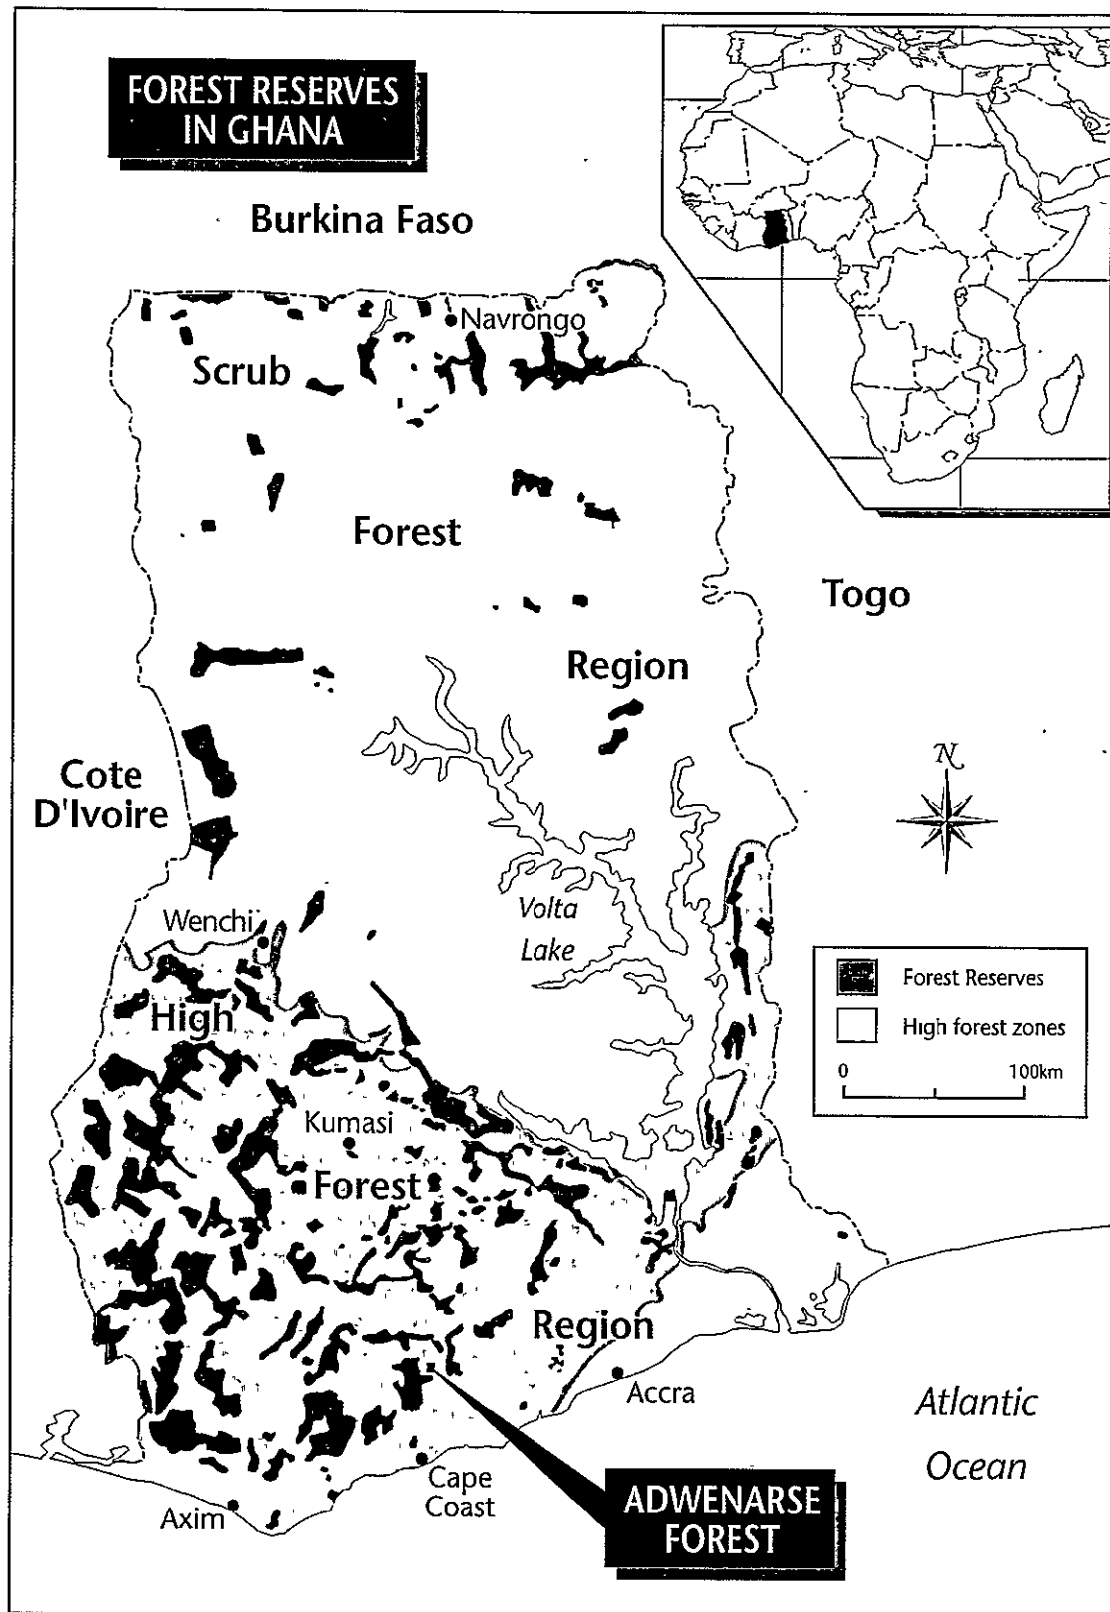 FOREST RESERVES
IN GHANA
Burkina Faso
Navrongo
Scrub
Forest
Togo
Region
Cote
D'Ivoire
N
Volta
Lake
Wenchi
High
Forest Reserves
High forest zones
0 100km
Kumasi
Forest
Region
Accra
Atlantic
Ocean
Cape
Coast
Axim
ADWENARSE
FOREST